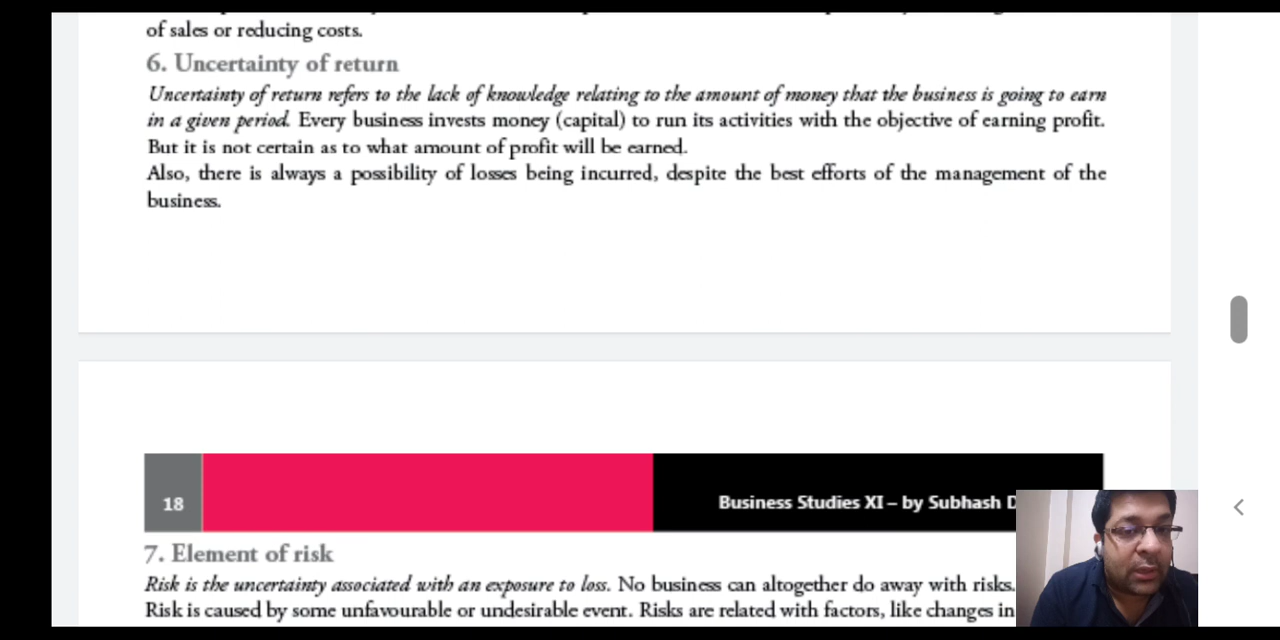 of sales or reducing costs.
6. Uncertainty of return
Uncertainty of return refers to the lack of knowledge relating to the amount of money that the business is going to earn
in a given period. Every business invests money (capital) to run its activities with the objective of earning profit.
But it is not certain as to what amount of profit will be earned.
Also, there is always a possibility of losses being incurred, despite the best efforts of the management of the
business.
18
Business Studies XI – by Subhash
7. Element of risk
Risk is the uncertainty associated with an exposure to loss. No business can altogether do away with risks.
Risk is caused by some unfavourable or undesirable event. Risks are related with factors, like changes in